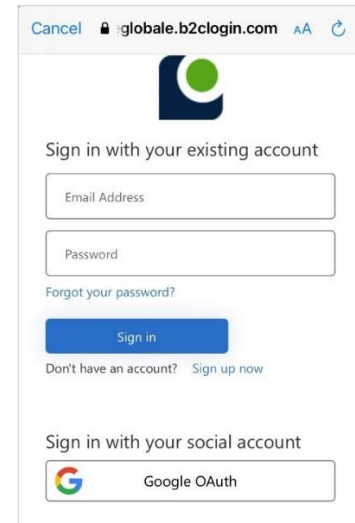 Cancel globale.b2clogin.com AA
Sign in with your existing account
Email Address
Password
Forgot your password?
Sign in
Don't have an account? Sign up now
Sign in with your social account
Google OAuth